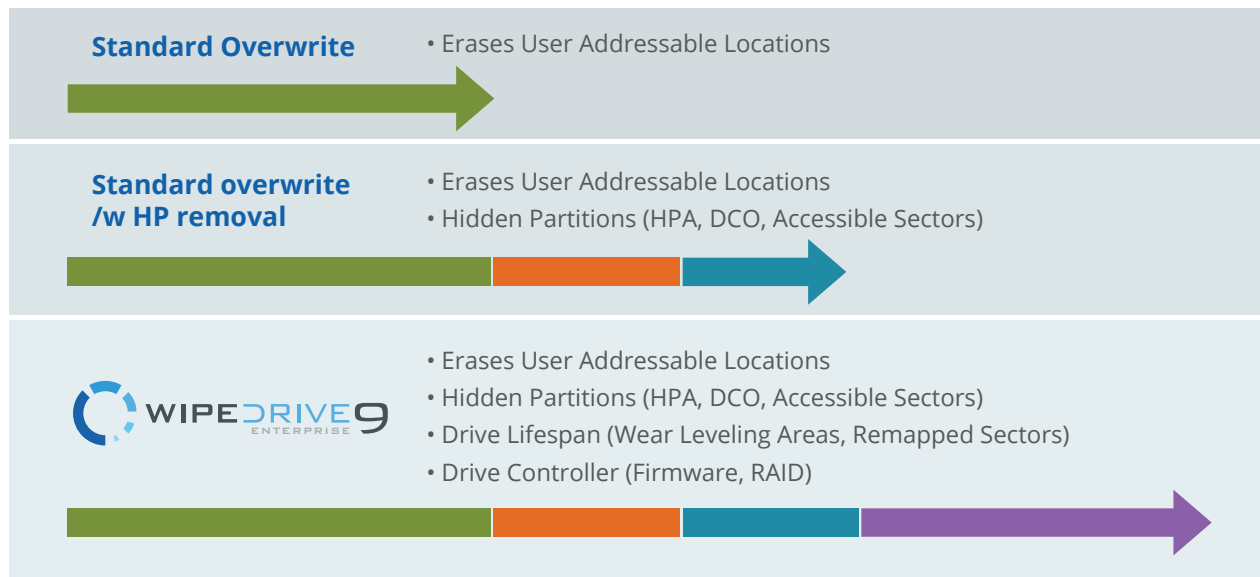 Standard Overwrite
• Erases User Addressable Locations
Standard overwrite
/w HP removal
• Erases User Addressable Locations
• Hidden Partitions (HPA, DCO, Accessible Sectors)
WIPEDRIVE9
ENTERPRISE
• Erases User Addressable Locations
• Hidden Partitions (HPA, DCO, Accessible Sectors)
• Drive Lifespan (Wear Leveling Areas, Remapped Sectors)
• Drive Controller (Firmware, RAID)